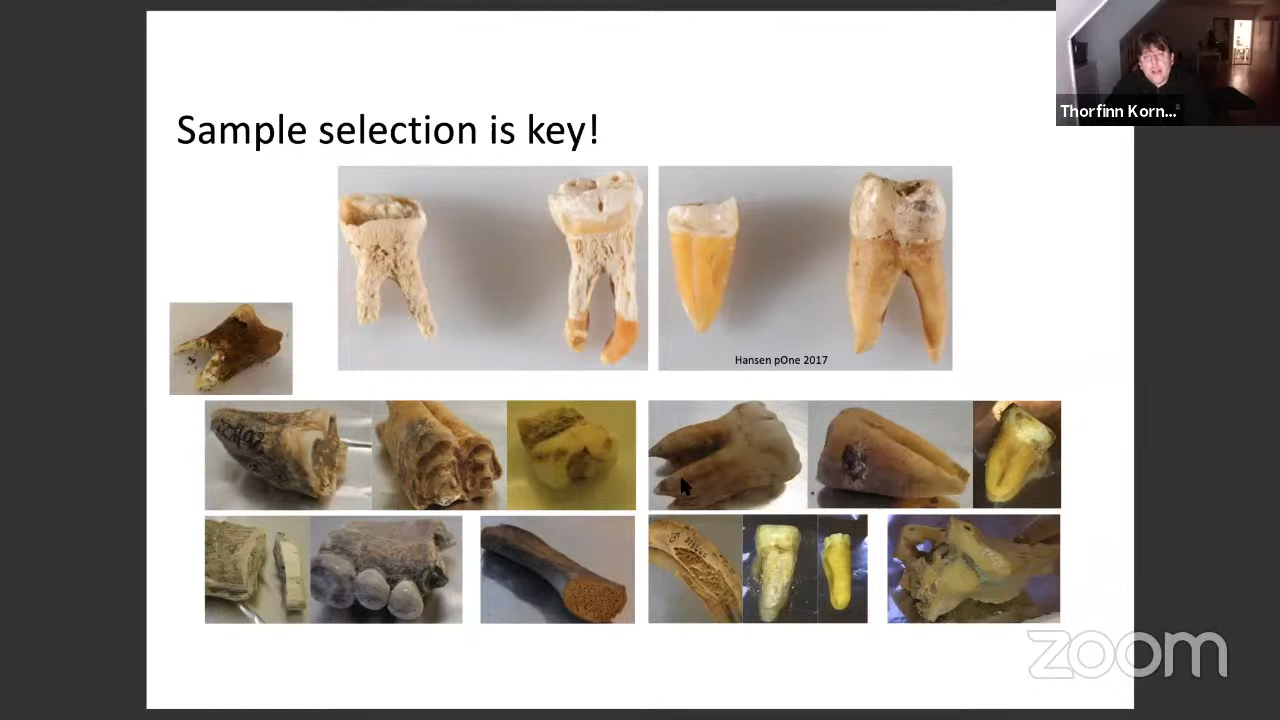 Thorfinn Korn...
Sample selection is key!
Hansen pOne 2017
zoom